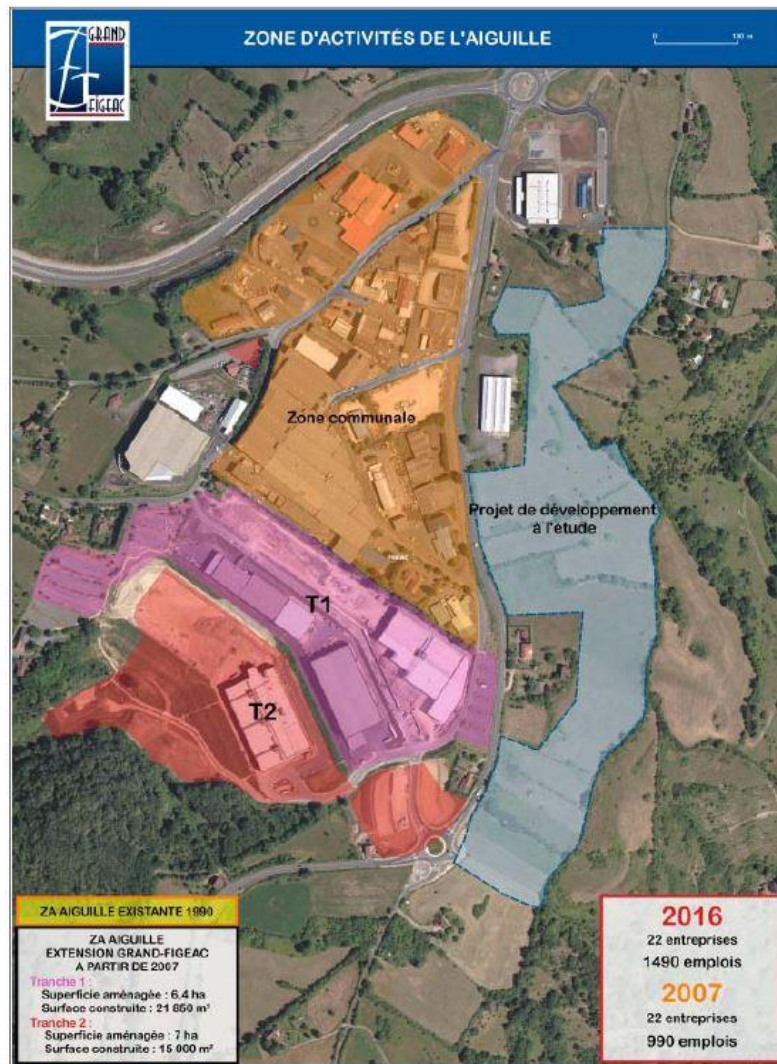 GRAND
FIGEAC
ZONE D'ACTIVITÉS DE L'AIGUILLE
0
100 m
Zone communale
Projet de développement
à l'étude
T1
T2
ZA AIGUILLE EXISTANTE 1990
ZA AIGUILLE
EXTENSION GRAND-FIGEAC
A PARTIR DE 2007
Tranche 1 :
Superficie aménagée : 6,4 ha
Surface construite : 21 850 m²
Tranche 2 :
Superficie aménagée : 7 ha
Surface construite : 15 000 m²
2016
22 entreprises
1490 emplois
2007
22 entreprises
990 emplois